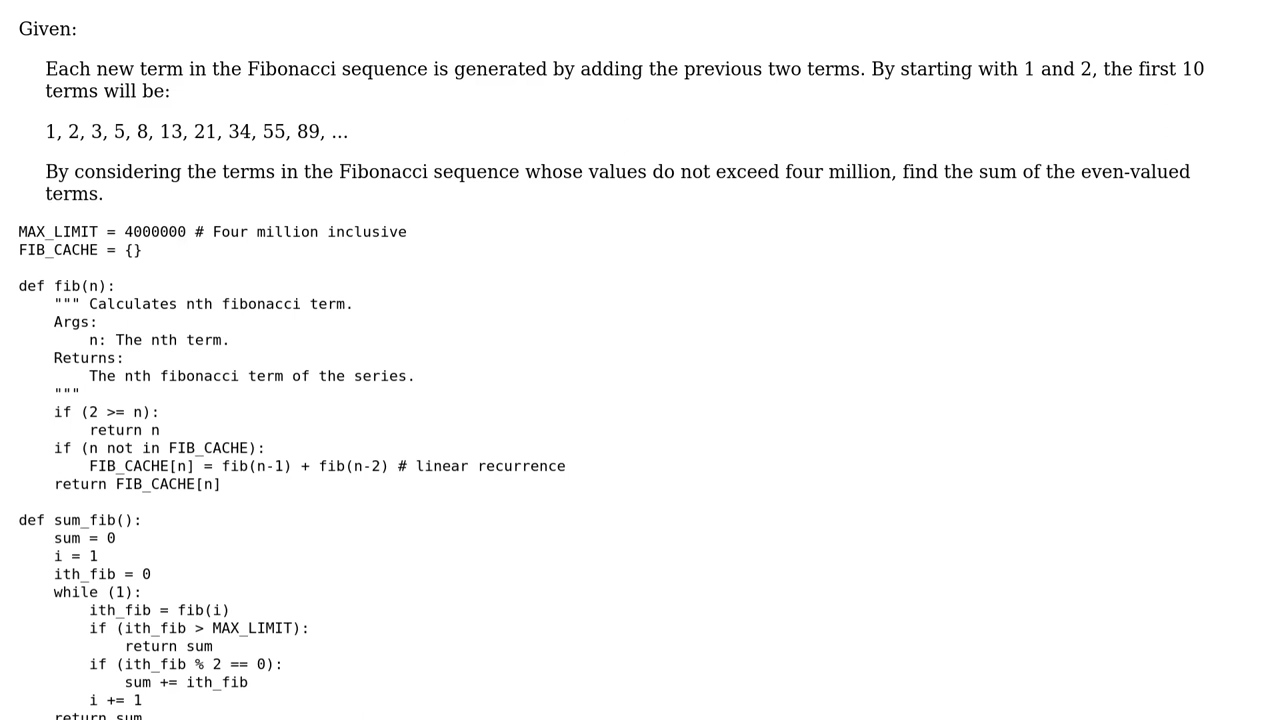 Given:
Each new term in the Fibonacci sequence is generated by adding the previous two terms. By starting with 1 and 2, the first 10
terms will be:
1, 2, 3, 5, 8, 13, 21, 34, 55, 89, ...
By considering the terms in the Fibonacci sequence whose values do not exceed four million, find the sum of the even-valued
terms.
MAX_LIMIT = 4000000 # Four million inclusive
FIB_CACHE = {}
def fib(n):
    """ Calculates nth fibonacci term.
    Args:
        n: The nth term.
    Returns:
        The nth fibonacci term of the series.
    """
    if (2 >= n):
        return n
    if (n not in FIB_CACHE):
        FIB_CACHE[n] = fib(n-1) + fib(n-2) # linear recurrence
    return FIB_CACHE[n]
def sum_fib():
    sum = 0
    i = 1
    ith_fib = 0
    while (1):
        ith_fib = fib(i)
        if (ith_fib > MAX_LIMIT):
            return sum
        if (ith_fib % 2 == 0):
            sum += ith_fib
        i += 1
    return sum